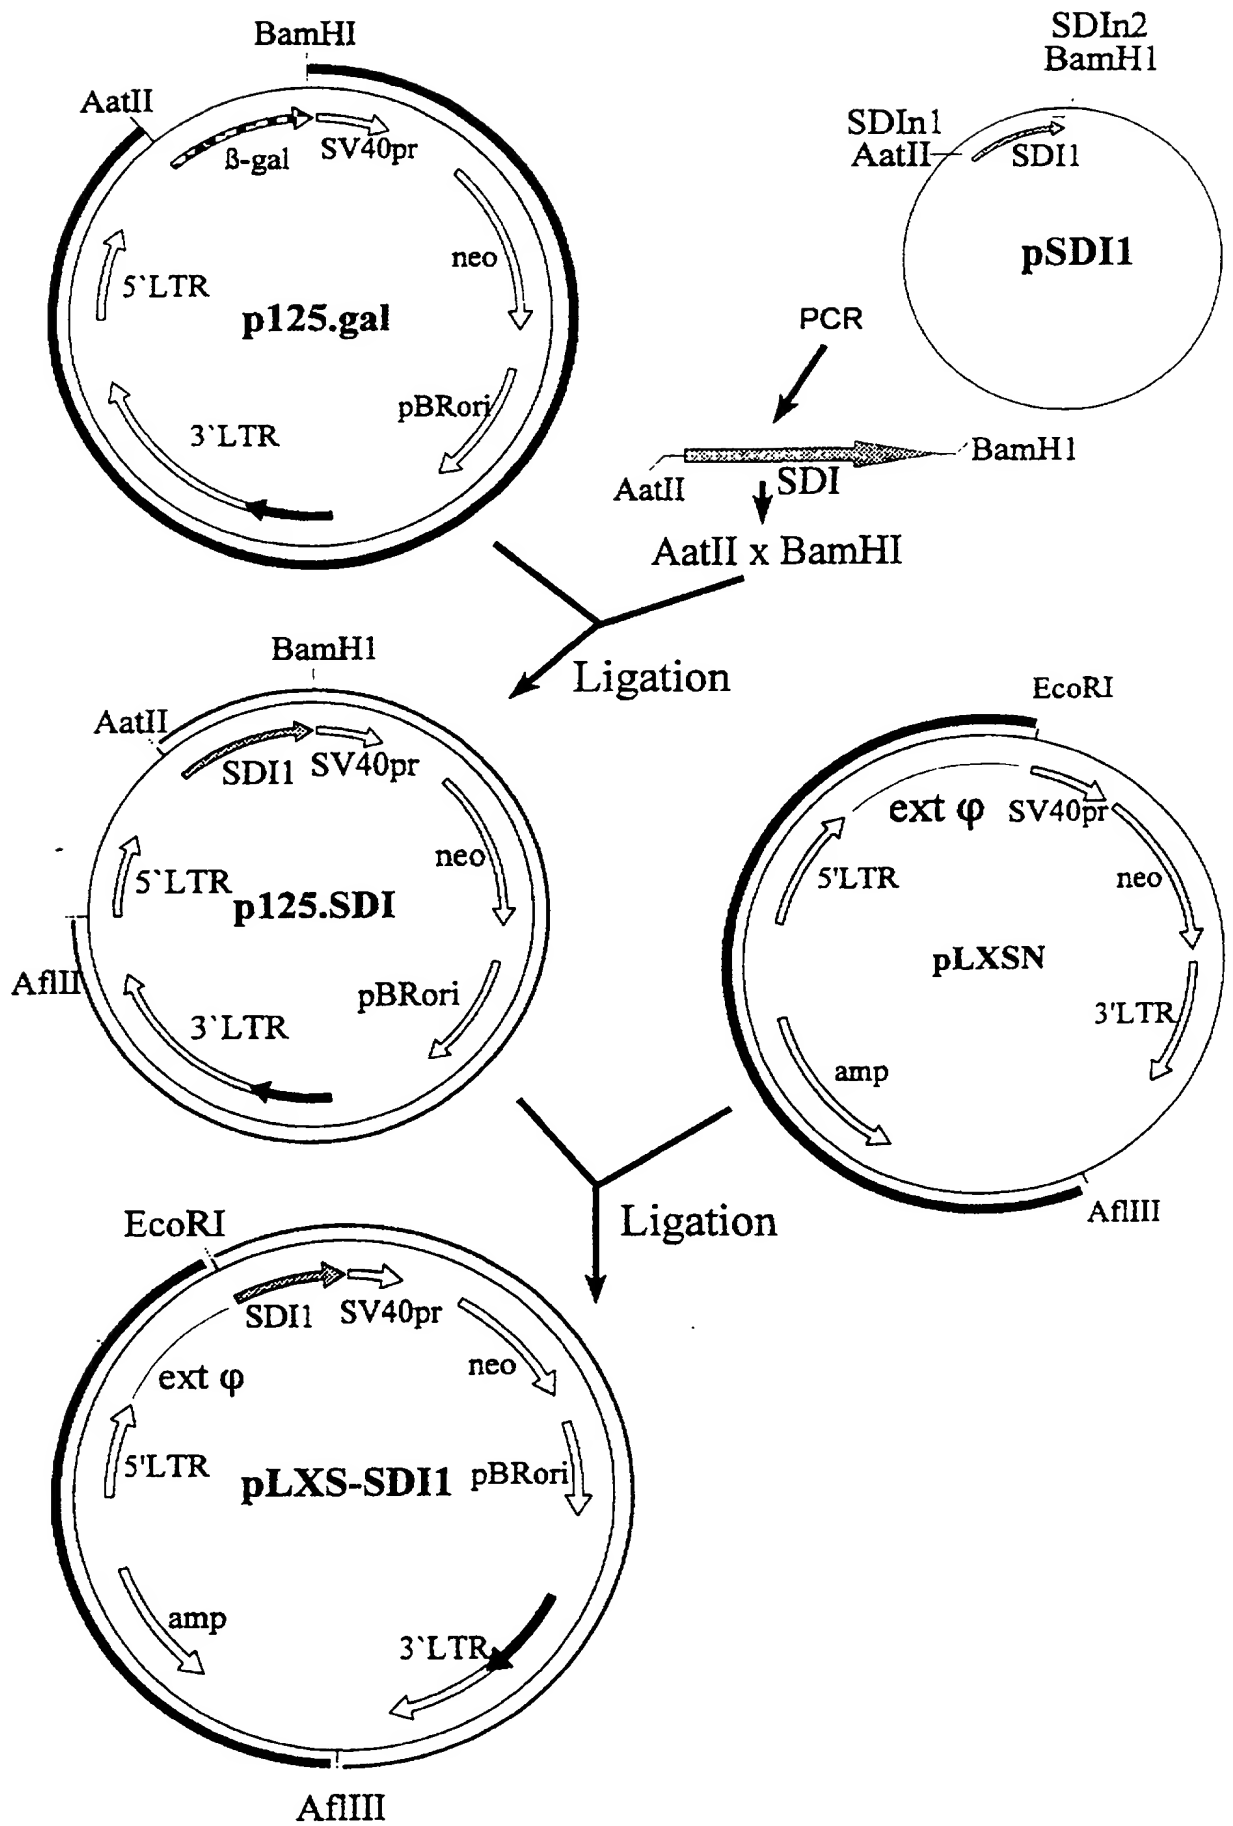 BamHI
AatII
ß-gal
SV40pr
neo
5`LTR
p125.gal
pBRori
3`LTR
SDIn2
BamH1
SDIn1
AatII
SDI1
pSDI1
PCR
BamH1
AatII
SDI
AatII x BamHI
Ligation
BamH1
AatII
SDI1
SV40pr
neo
5`LTR
p125.SDI
AflII
pBRori
3`LTR
EcoRI
ext φ
SV40pr
5'LTR
neo
pLXSN
3'LTR
amp
AflIII
Ligation
EcoRI
SDI1
SV40pr
neo
ext φ
5'LTR
pLXS-SDI1
pBRori
amp
3`LTR
AflIII